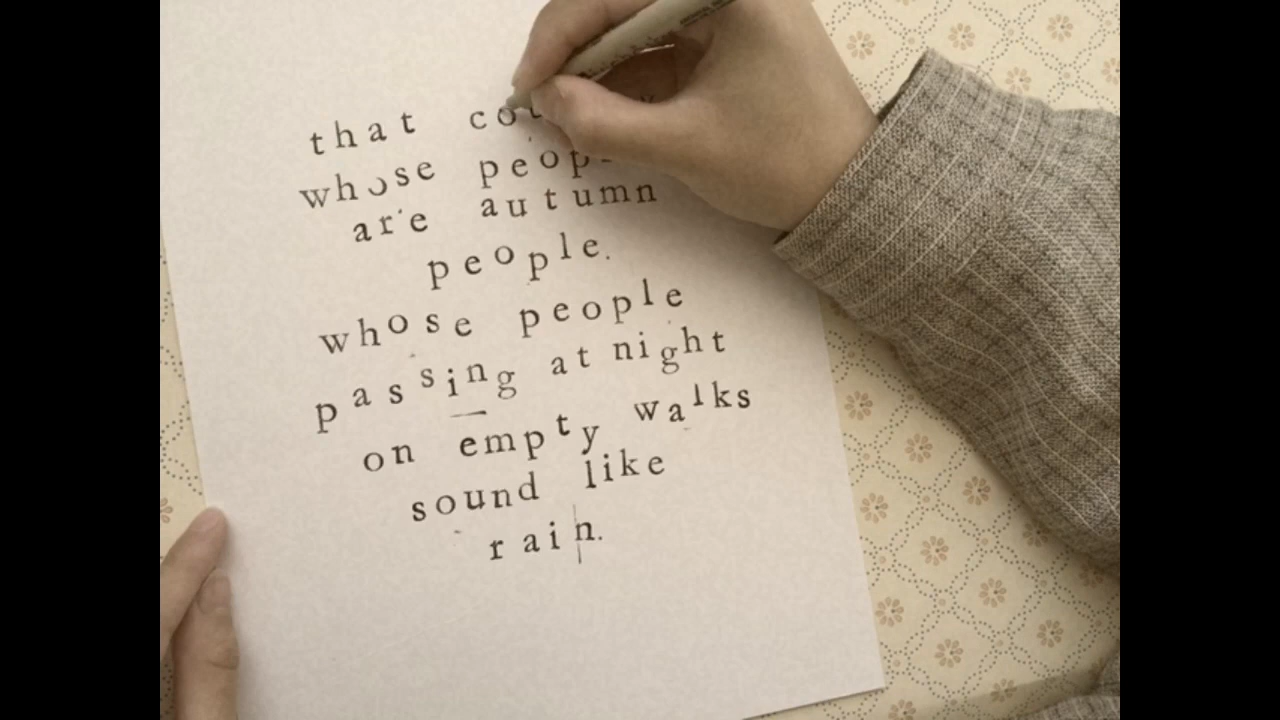 that
whose
are autumn
people.
whose people
passing at night
on empty walks
sound like
rain.